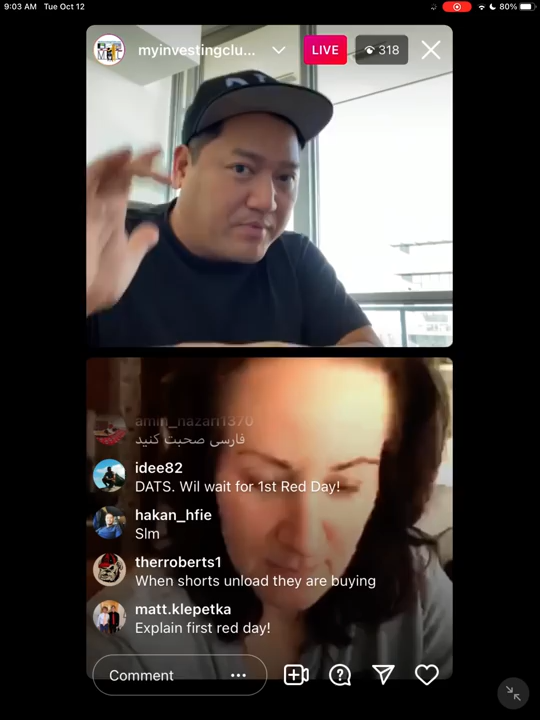 9:03 AM Tue Oct 12
80%
myinvestingclu...
LIVE
318
amin_nazari1370
فارسی صحبت کنید
idee82
DATS. Wil wait for 1st Red Day!
hakan_hfie
Slm
therroberts1
When shorts unload they are buying
matt.klepetka
Explain first red day!
Comment